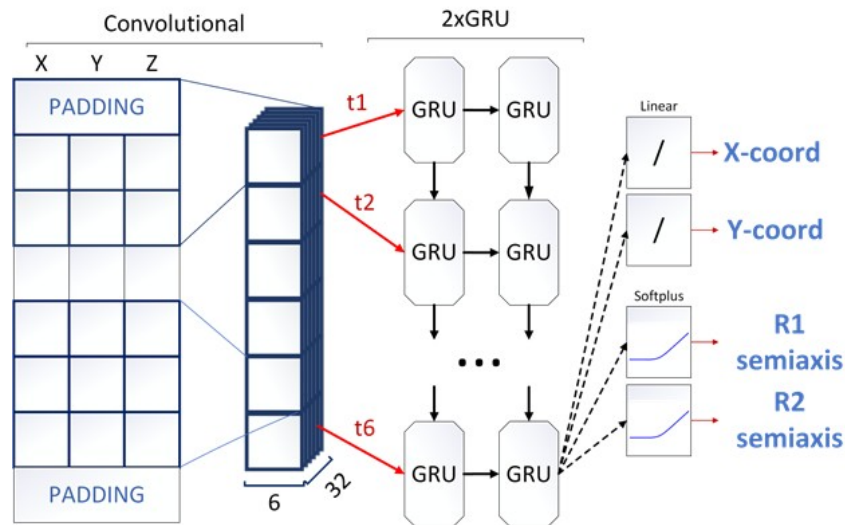 Convolutional
2xGRU
X Y Z
PADDING
t1
GRU
GRU
Linear
/
X-coord
t2
GRU
GRU
/
Y-coord
Softplus
R1
semiaxis
...
R2
semiaxis
t6
GRU
GRU
PADDING
6
32